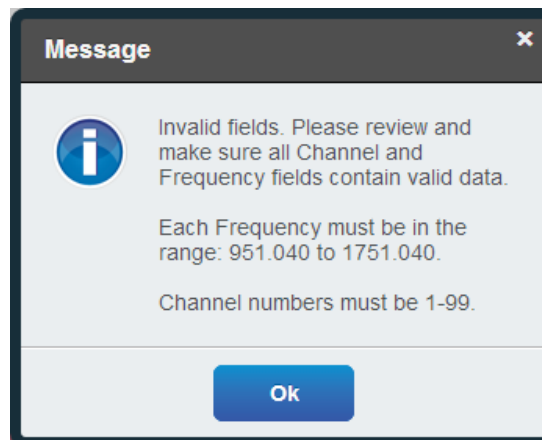 Message
Invalid fields. Please review and
make sure all Channel and
Frequency fields contain valid data.
Each Frequency must be in the
range: 951.040 to 1751.040.
Channel numbers must be 1-99.
Ok